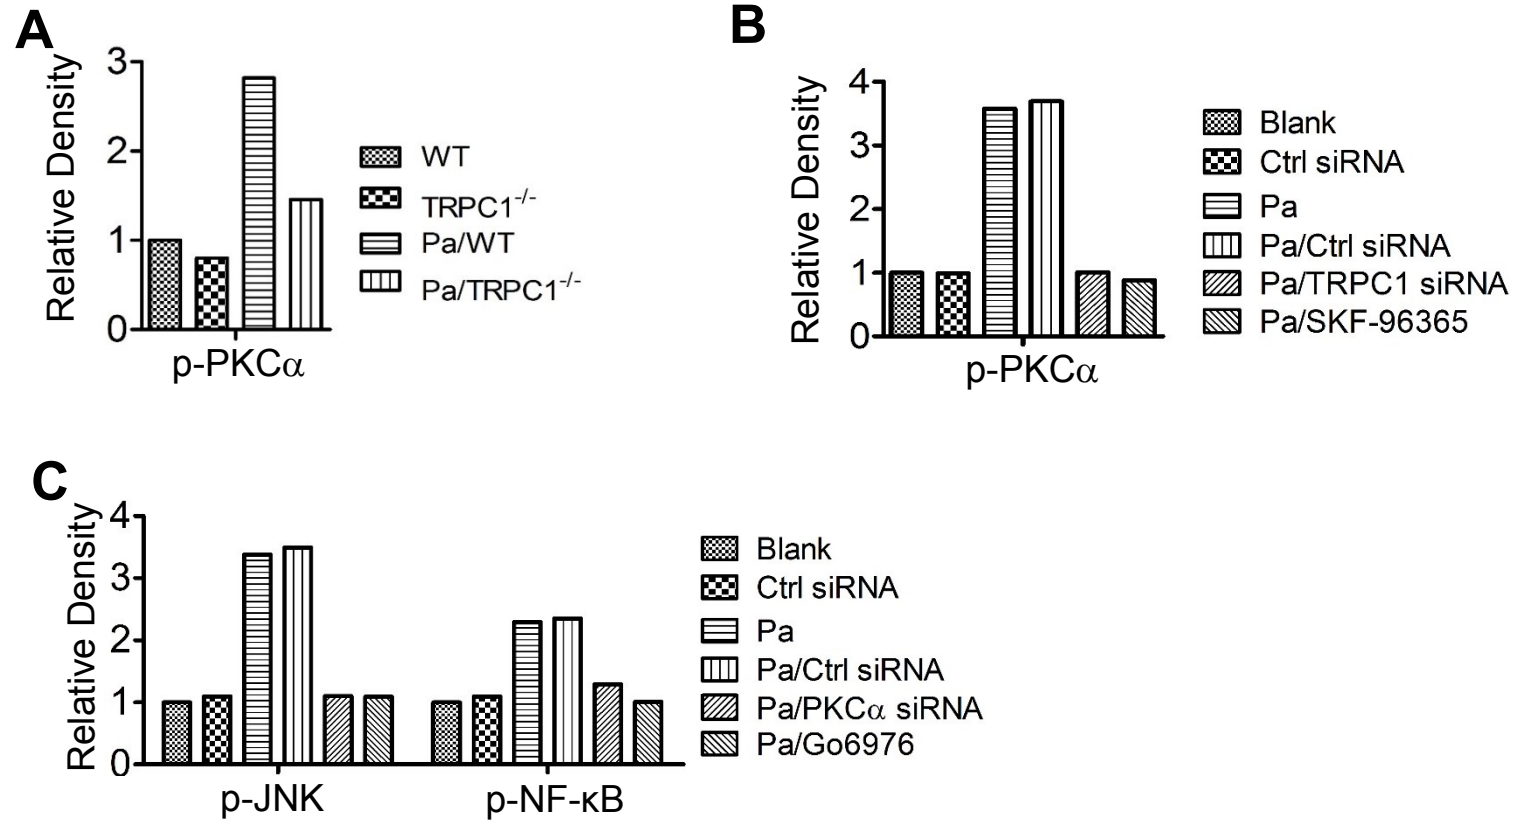 A
Relative Density
3
2
1
0
p-PKCα
WT
TRPC1-/-
Pa/WT
Pa/TRPC1-/-
B
Relative Density
4
3
2
1
0
p-PKCα
Blank
Ctrl siRNA
Pa
Pa/Ctrl siRNA
Pa/TRPC1 siRNA
Pa/SKF-96365
C
Relative Density
4
3
2
1
0
p-JNK
p-NF-κB
Blank
Ctrl siRNA
Pa
Pa/Ctrl siRNA
Pa/PKCα siRNA
Pa/Go6976